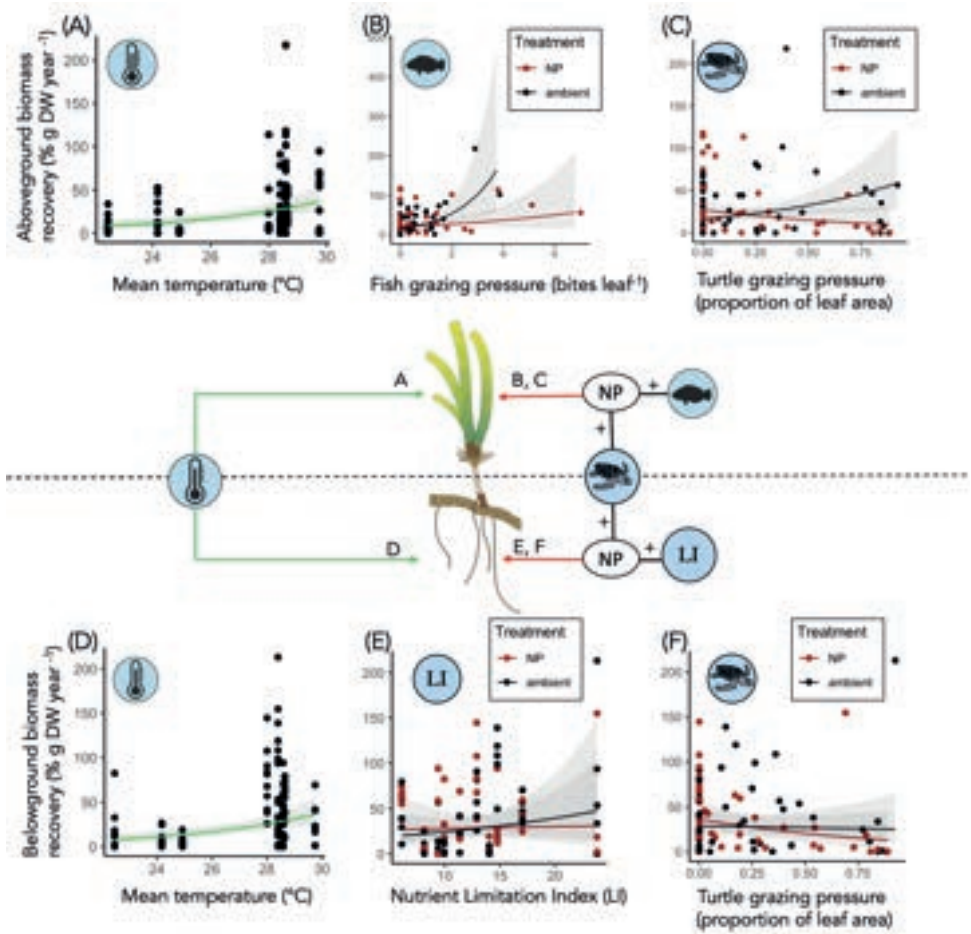 (A)
Aboveground biomass
recovery (% g DW year⁻¹)
200
150
100
50
0
24
26
28
30
Mean temperature (°C)
(B)
Treatment
NP
ambient
Fish grazing pressure (bites leaf⁻¹)
(C)
Treatment
NP
ambient
200
150
100
50
0
0.00
0.25
0.50
0.75
Turtle grazing pressure
(proportion of leaf area)
A
B, C
NP
+
+
D
E, F
+
NP
+
LI
(D)
Belowground biomass
recovery (% g DW year⁻¹)
200
150
100
50
0
24
26
28
30
Mean temperature (°C)
(E)
LI
Treatment
NP
ambient
200
150
100
50
0
10
15
20
Nutrient Limitation Index (LI)
(F)
Treatment
NP
ambient
200
150
100
50
0
0.00
0.25
0.50
0.75
Turtle grazing pressure
(proportion of leaf area)